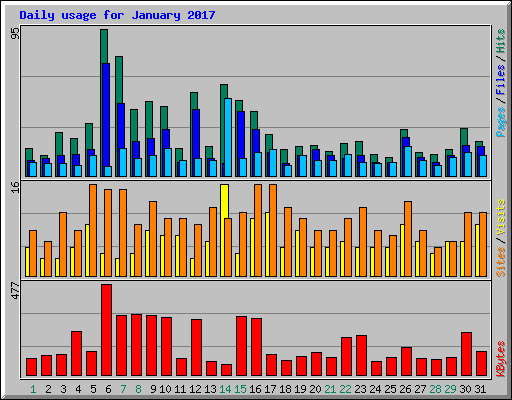 Daily usage for January 2017
95
Pages / Files / Hits
16
Sites / Visits
477
KBytes
1 2 3 4 5 6 7 8 9 10 11 12 13 14 15 16 17 18 19 20 21 22 23 24 25 26 27 28 29 30 31